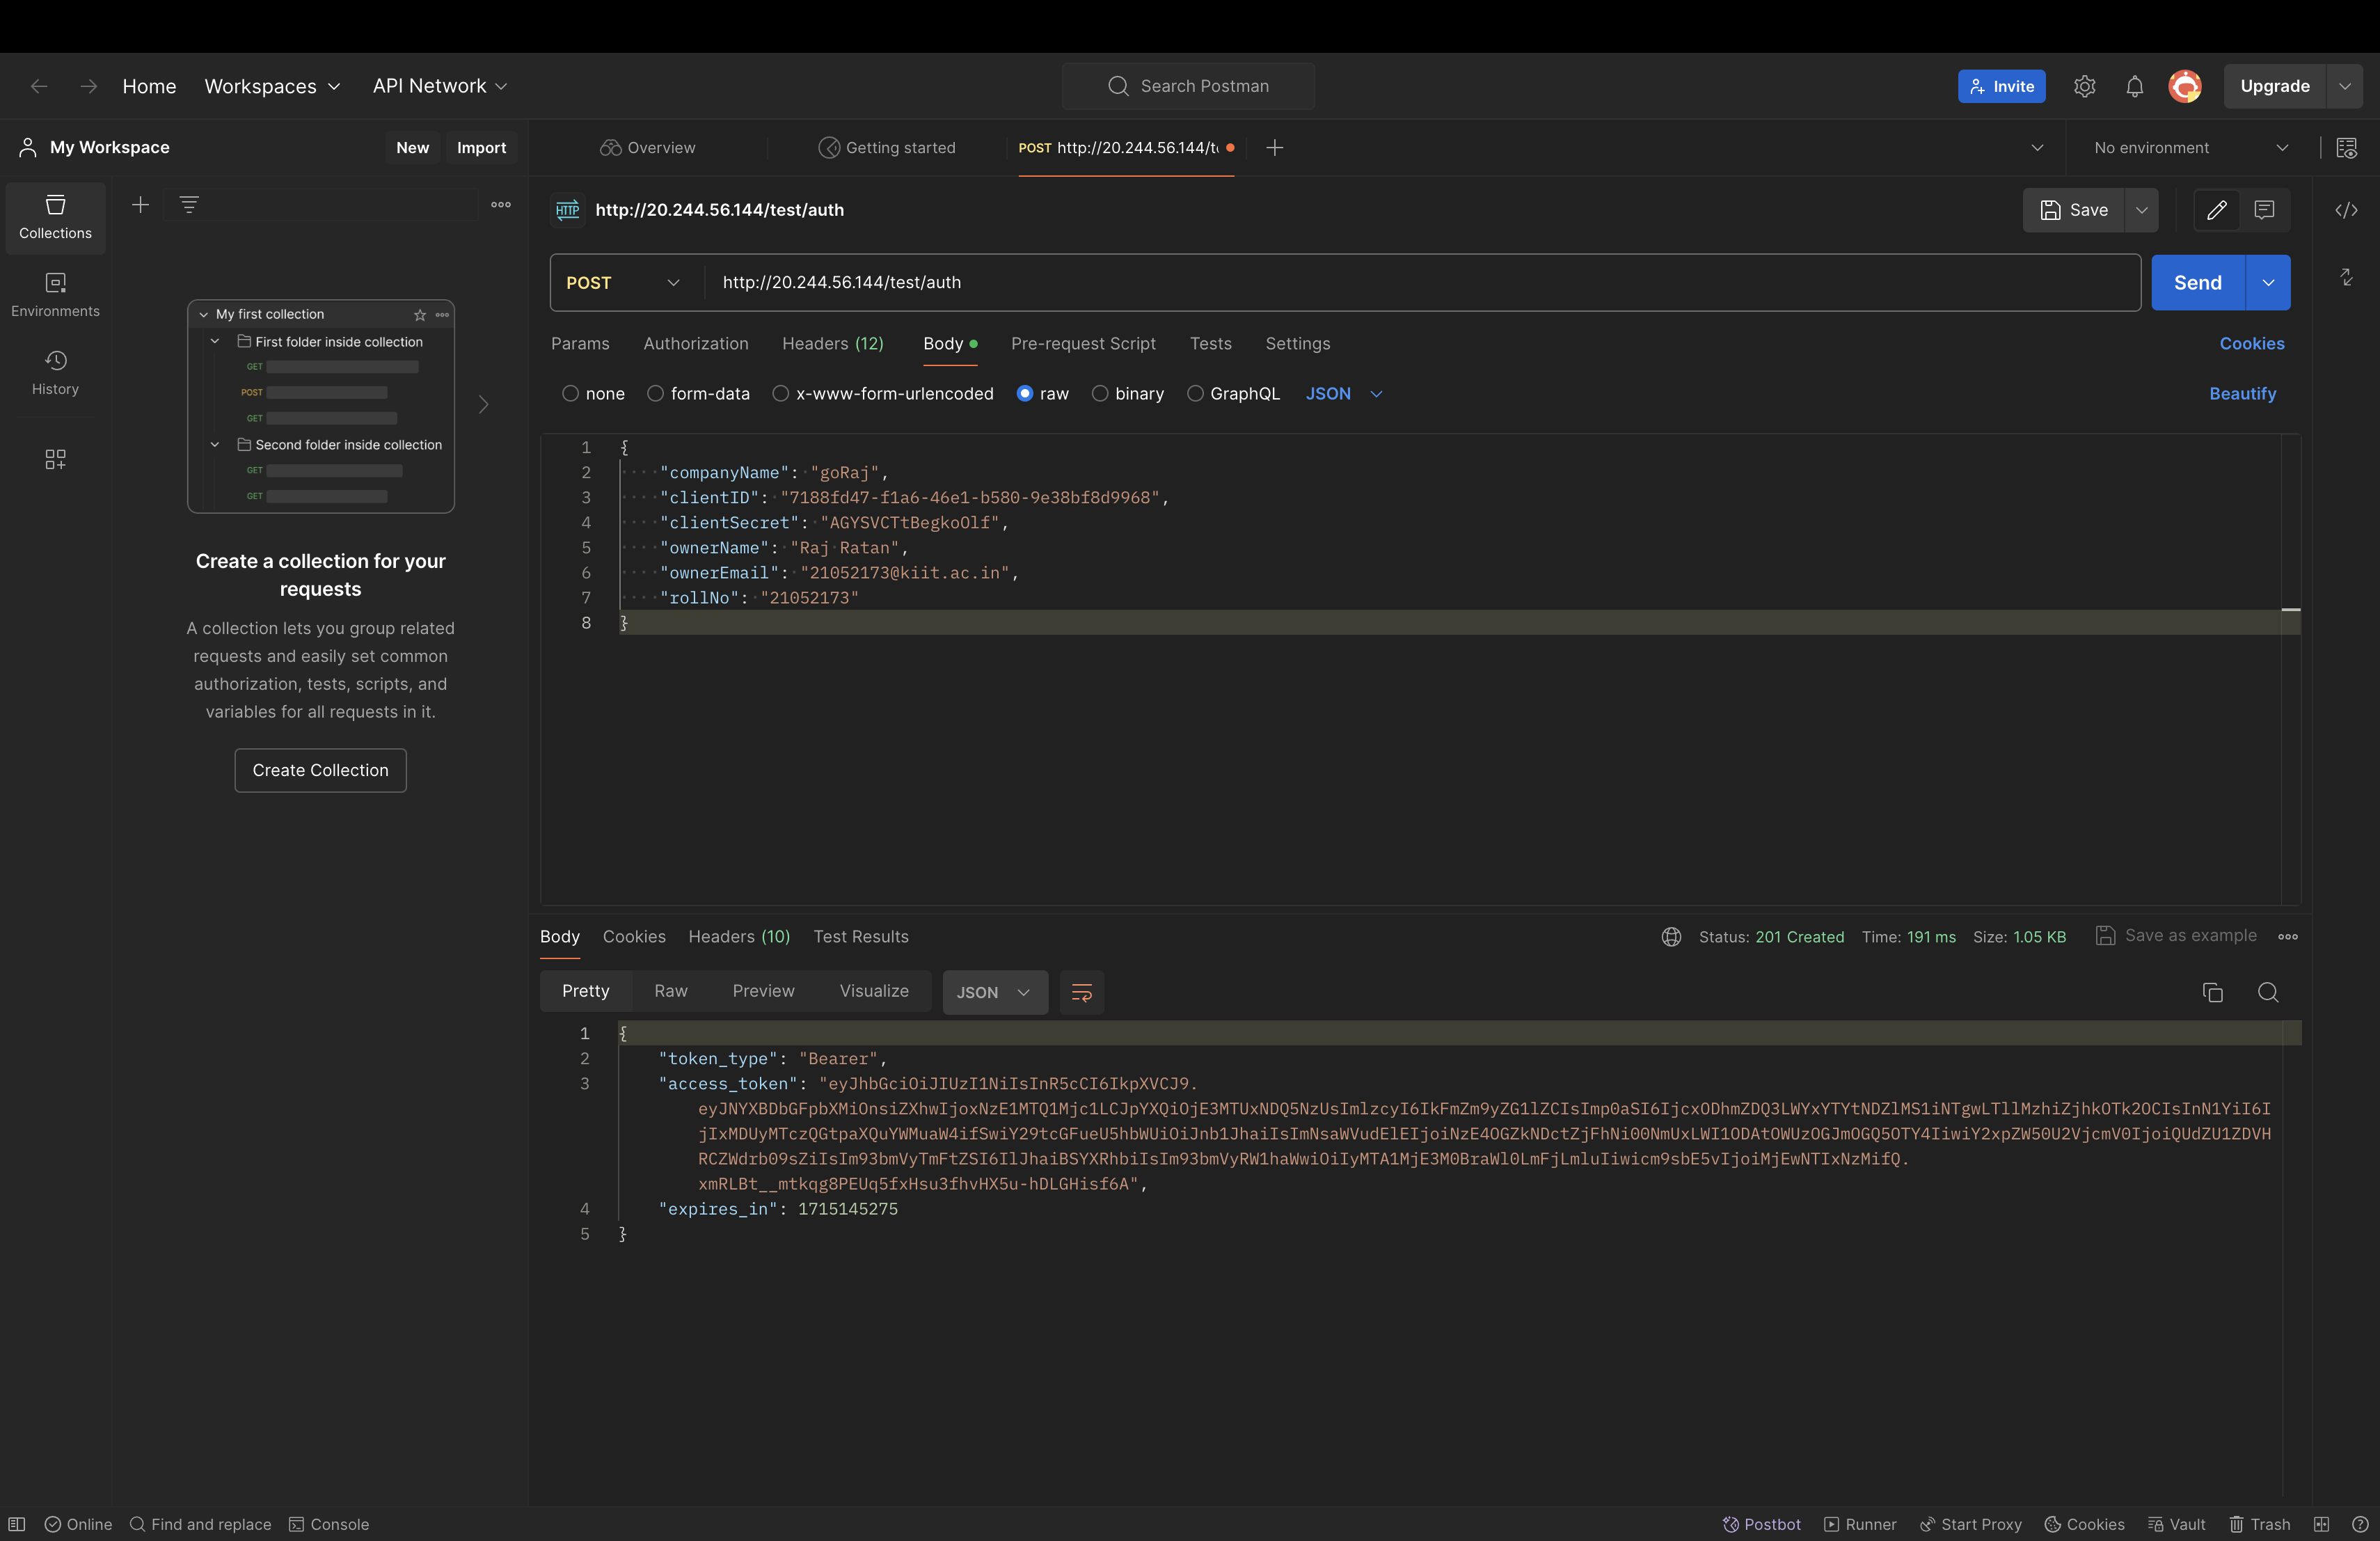 Home Workspaces API Network Search Postman Invite Upgrade
My Workspace New Import Overview Getting started POST http://20.244.56.144/t No environment
Collections
Environments
History
My first collection
First folder inside collection
GET
POST
GET
Second folder inside collection
GET
GET
Create a collection for your
requests
A collection lets you group related
requests and easily set common
authorization, tests, scripts, and
variables for all requests in it.
Create Collection
HTTP http://20.244.56.144/test/auth Save
POST http://20.244.56.144/test/auth Send
Params Authorization Headers (12) Body Pre-request Script Tests Settings Cookies
none form-data x-www-form-urlencoded raw binary GraphQL JSON Beautify
1 {
2 "companyName": "goRaj",
3 "clientID": "7188fd47-f1a6-46e1-b580-9e38bf8d9968",
4 "clientSecret": "AGYSVCTtBegkoOlf",
5 "ownerName": "Raj Ratan",
6 "ownerEmail": "21052173@kiit.ac.in",
7 "rollNo": "21052173"
8 }
Body Cookies Headers (10) Test Results Status: 201 Created Time: 191 ms Size: 1.05 KB Save as example
Pretty Raw Preview Visualize JSON
1 {
2 "token_type": "Bearer",
3 "access_token": "eyJhbGciOiJIUzI1NiIsInR5cCI6IkpXVCJ9.
eyJNYXBDbGFpbXMiOnsiZXhwIjoxNzE1MTQ1Mjc1LCJpYXQiOjE3MTUxNDQ5NzUsImlzcyI6IkFmZm9yZG1lZCIsImp0aSI6IjcxODhmZDQ3LWYxYTYtNDZlMS1iNTgwLTllMzhiZjhkOTk2OCIsInN1YiI6I
jIxMDUyMTczQGtpaXQuYWMuaW4ifSwiY29tcGFueU5hbWUiOiJnb1JhaiIsImNsaWVudElEIjoiNzE4OGZkNDctZjFhNi00NmUxLWI1ODAtOWUzOGJmOGQ5OTY4IiwiY2xpZW50U2VjcmV0IjoiQUdZU1ZDVH
RCZWdrb09sZiIsIm93bmVyTmFtZSI6IlJhaiBSYXRhbiIsIm93bmVyRW1haWwiOiIyMTA1MjE3M0BraWl0LmFjLmluIiwicm9sbE5vIjoiMjEwNTIxNzMifQ.
xmRLBt__mtkqg8PEUq5fxHsu3fhvHX5u-hDLGHisf6A",
4 "expires_in": 1715145275
5 }
Online Find and replace Console Postbot Runner Start Proxy Cookies Vault Trash